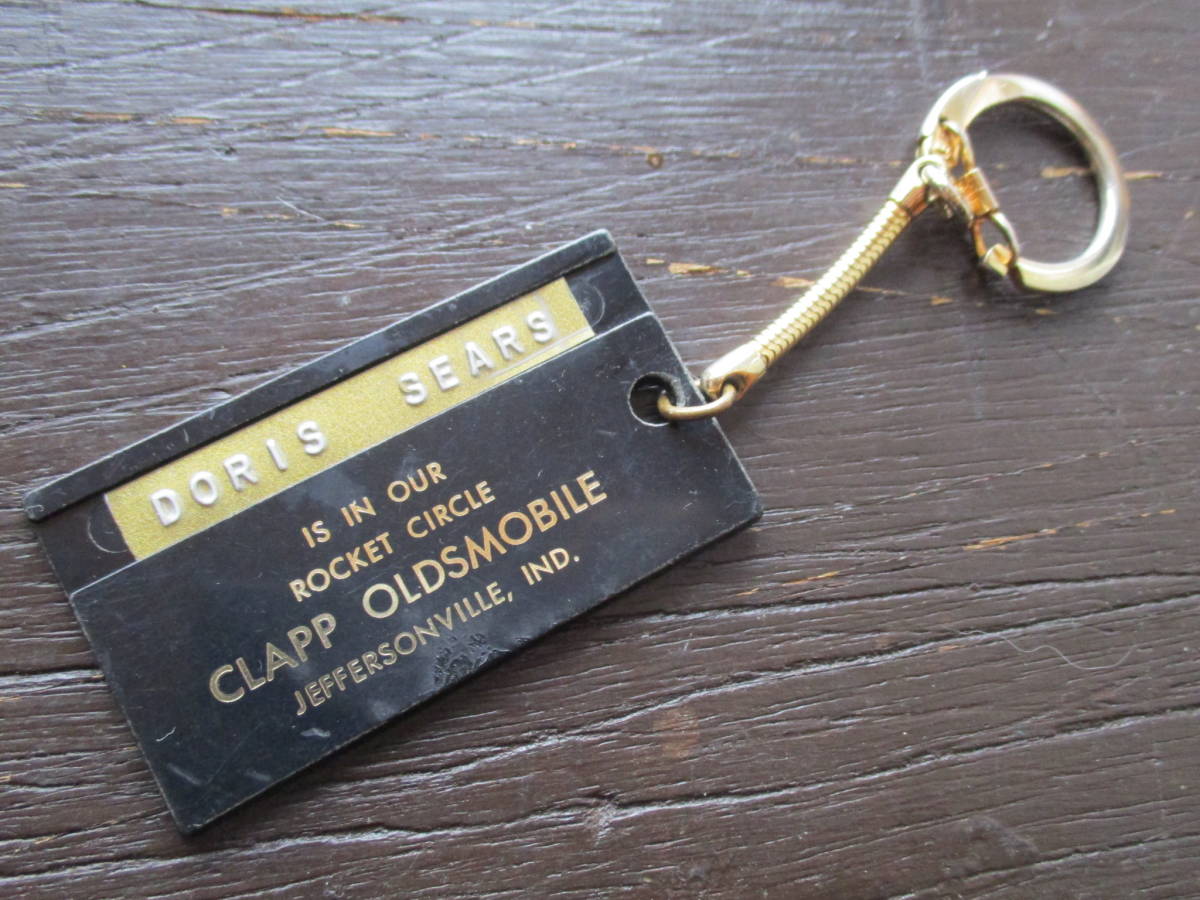 DORIS SEARS
IS IN OUR
ROCKET CIRCLE
CLAPP OLDSMOBILE
JEFFERSONVILLE, IND.